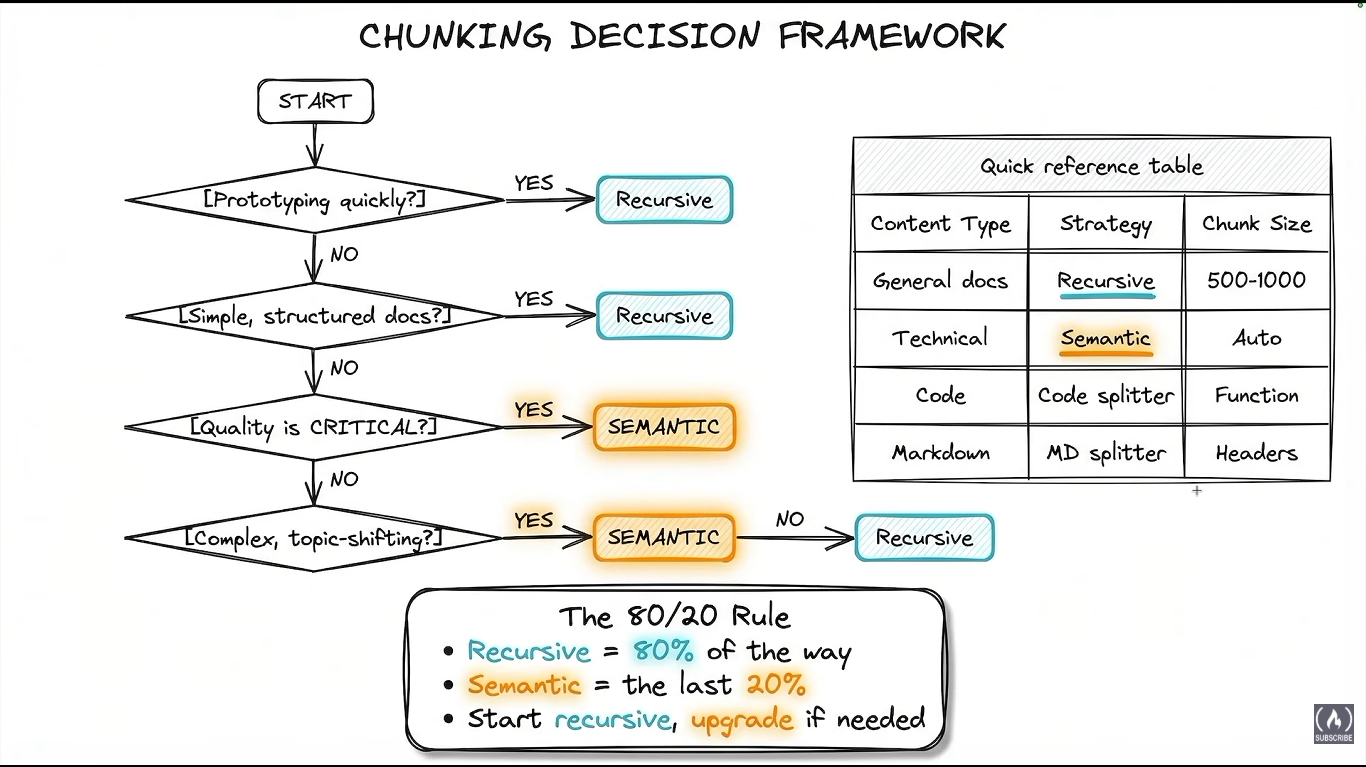 CHUNKING DECISION FRAMEWORK
START
[Prototyping quickly?]
YES
Recursive
NO
[Simple, structured docs?]
YES
Recursive
NO
[Quality is CRITICAL?]
YES
SEMANTIC
NO
[Complex, topic-shifting?]
YES
SEMANTIC
NO
Recursive
Quick reference table
Content Type Strategy Chunk Size
General docs Recursive 500-1000
Technical Semantic Auto
Code Code splitter Function
Markdown MD splitter Headers
The 80/20 Rule
• Recursive = 80% of the way
• Semantic = the last 20%
• Start recursive, upgrade if needed
SUBSCRIBE